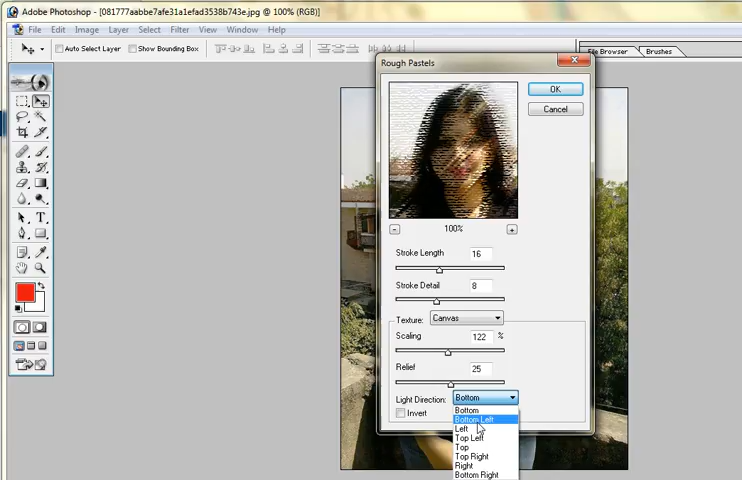 Adobe Photoshop - [081777aabbe7afe31a1efad3538b743e.jpg @ 100% (RGB)]
File Edit Image Layer Select Filter View Window Help
Auto Select Layer Show Bounding Box
File Browser Brushes
Rough Pastels
OK
Cancel
100%
Stroke Length 16
Stroke Detail 8
Texture: Canvas
Scaling 122 %
Relief 25
Light Direction: Bottom
Invert
Bottom
Bottom Left
Left
Top Left
Top
Top Right
Right
Bottom Right